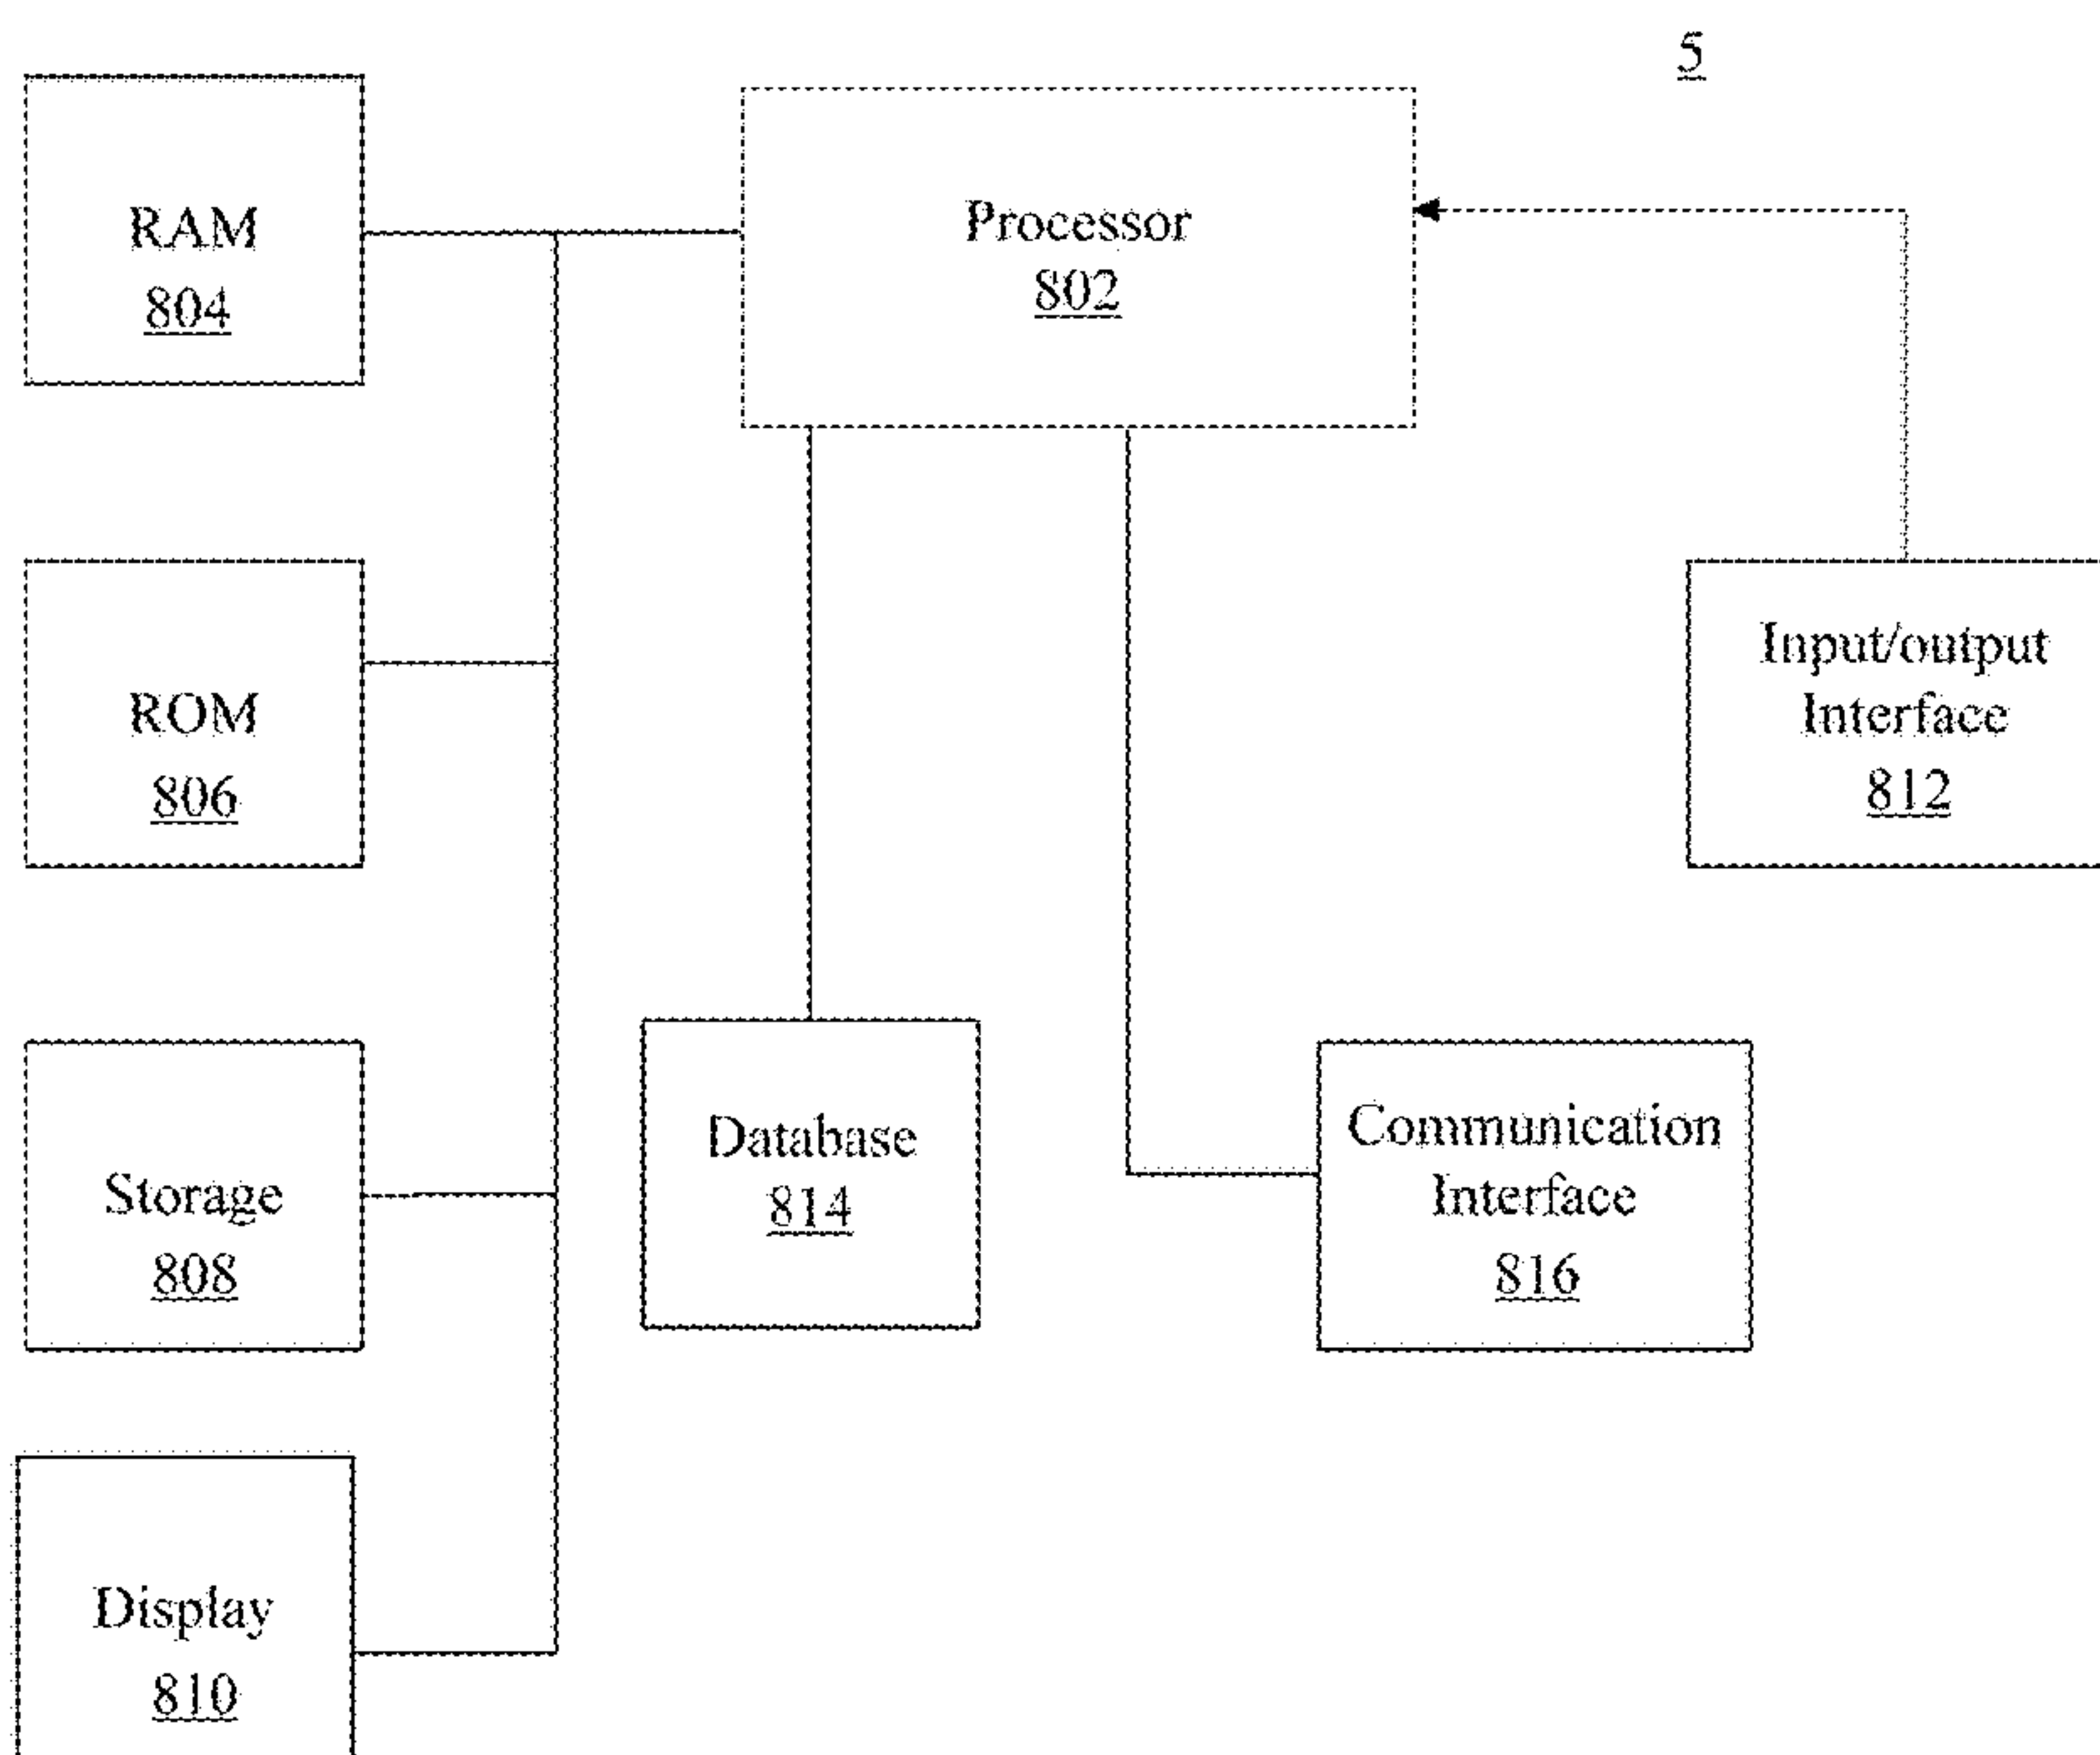 5
RAM
804
Processor
802
ROM
806
Input/output
Interface
812
Storage
808
Database
814
Communication
Interface
816
Display
810